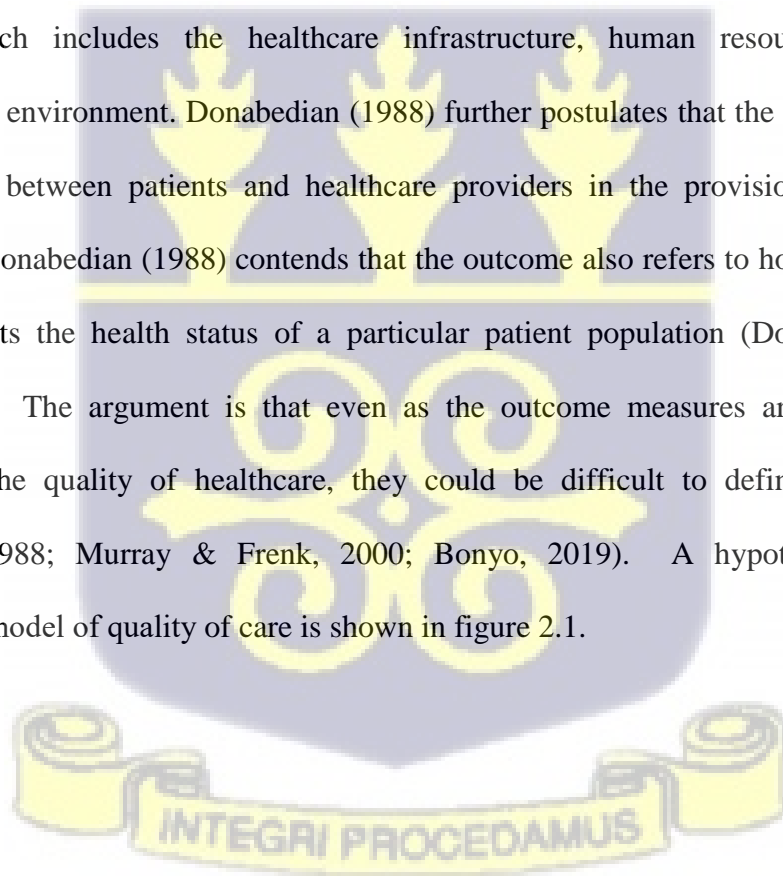 ch includes the healthcare infrastructure, human resou
environment. Donabedian (1988) further postulates that the
between patients and healthcare providers in the provisio
onabedian (1988) contends that the outcome also refers to ho
ts the health status of a particular patient population (Do
The argument is that even as the outcome measures ar
he quality of healthcare, they could be difficult to defin
988; Murray & Frenk, 2000; Bonyo, 2019). A hypot
model of quality of care is shown in figure 2.1.
INTEGRI PROCEDAMUS